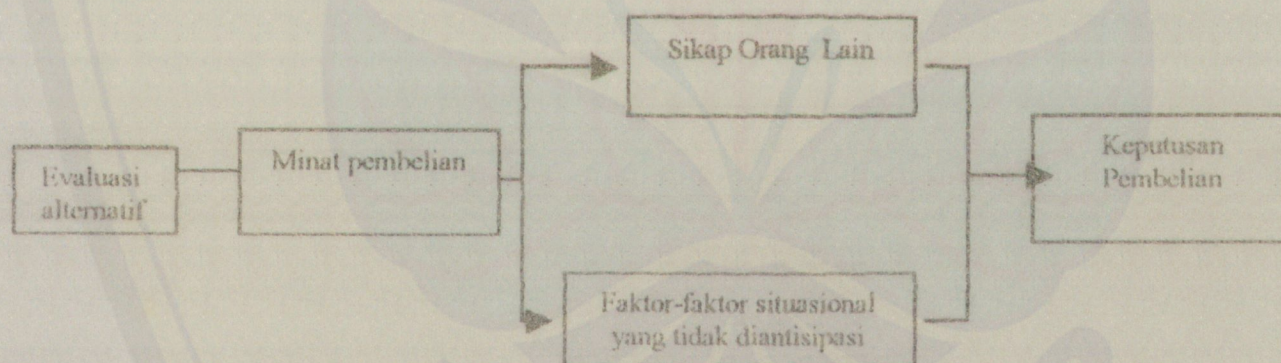 Sikap Orang Lain
Minat pembelian
Keputusan
Pembelian
Evaluasi
alternatif
Faktor-faktor situasional
yang tidak diantisipasi